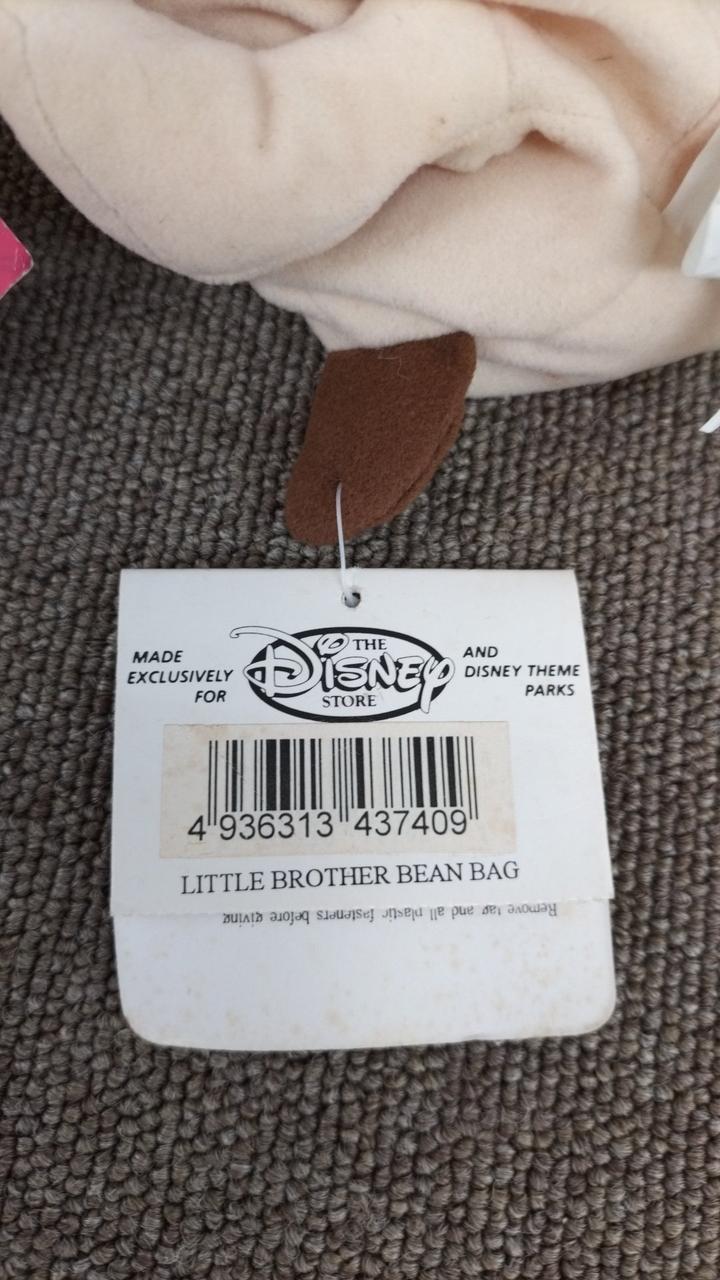 MADE
EXCLUSIVELY
FOR
THE
Disney
STORE
AND
DISNEY THEME
PARKS
4 936313 437409
LITTLE BROTHER BEAN BAG
Remove tag and all plastic fasteners before giving